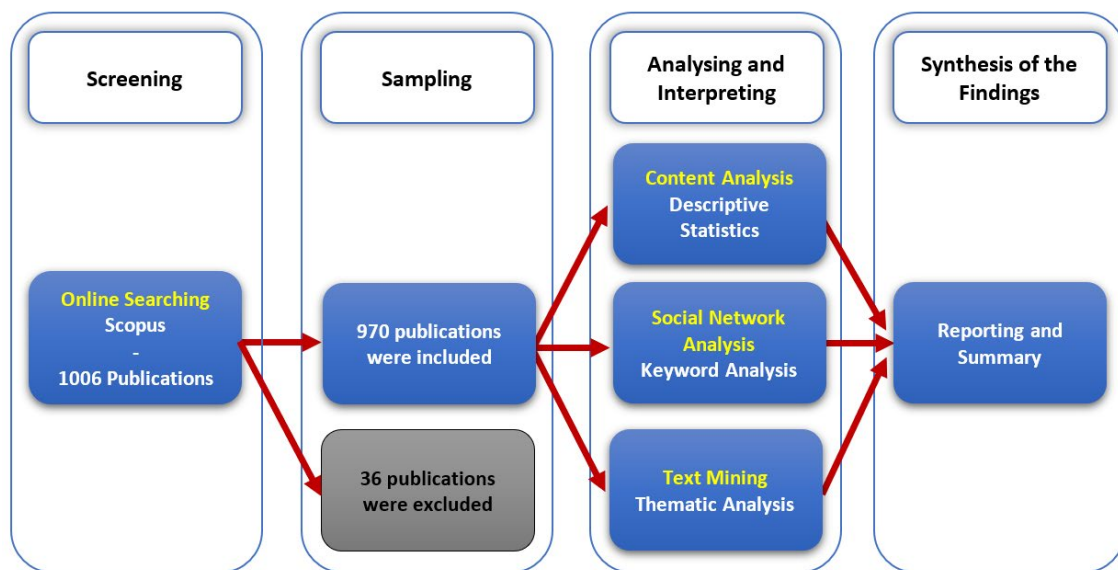 Screening
Online Searching
Scopus
-
1006 Publications
Sampling
970 publications
were included
36 publications
were excluded
Analysing and
Interpreting
Content Analysis
Descriptive
Statistics
Social Network
Analysis
Keyword Analysis
Text Mining
Thematic Analysis
Synthesis of the
Findings
Reporting and
Summary